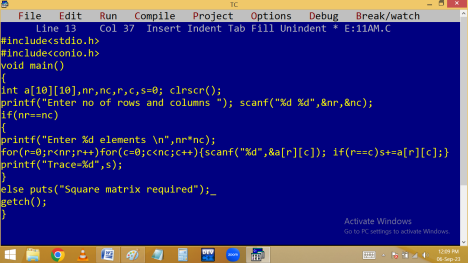 TC
File Edit Run Compile Project Options Debug Break/watch
Line 13 Col 37 Insert Indent Tab Fill Unindent * E:11AM.C
#include<stdio.h>
#include<conio.h>
void main()
{
int a[10][10],nr,nc,r,c,s=0; clrscr();
printf("Enter no of rows and columns "); scanf("%d %d",&nr,&nc);
if(nr==nc)
{
printf("Enter %d elements \n",nr*nc);
for(r=0;r<nr;r++)for(c=0;c<nc;c++){scanf("%d",&a[r][c]); if(r==c)s+=a[r][c];}
printf("Trace=%d",s);
}
else puts("Square matrix required");_
getch();
}
Activate Windows
Go to PC settings to activate Windows.
12:09 PM
06-Sep-23